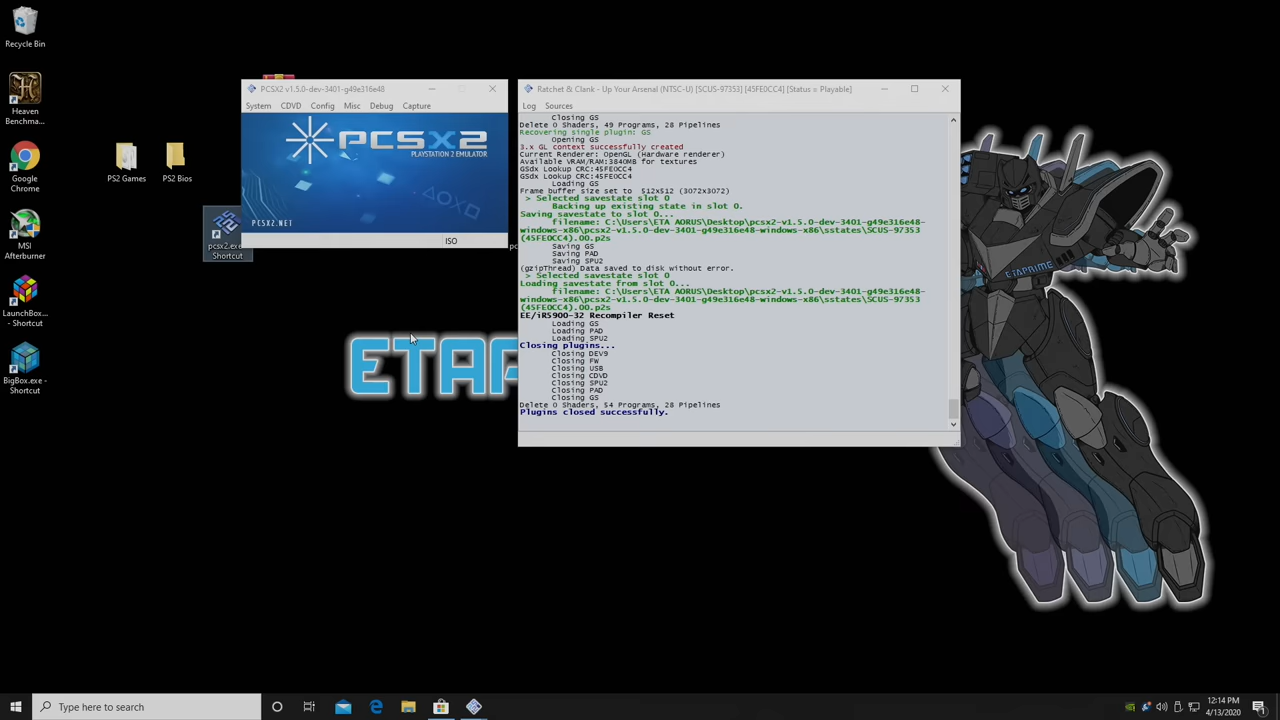 Recycle Bin
Heaven
Benchmar...
Google
Chrome
MSI
Afterburner
LaunchBox...
- Shortcut
BigBox.exe -
Shortcut
PS2 Games
PS2 Bios
pcsx2.exe
Shortcut
PCSX2 v1.5.0-dev-3401-g49e316e48
System CDVD Config Misc Debug Capture
PCSX2
PLAYSTATION 2 EMULATOR
PCSX2.NET
ISO
ETAP
Ratchet & Clank - Up Your Arsenal (NTSC-U) [SCUS-97353] [45FE0CC4] [Status = Playable]
Log Sources
Closing GS
Delete 0 Shaders, 49 Programs, 28 Pipelines
Recovering single plugin: GS
Opening GS
3.x GL context successfully created
Current Renderer: OpenGL (Hardware renderer)
Available VRAM/RAM:3840MB for textures
GSdx Lookup CRC:45FE0CC4
GSdx Lookup CRC:45FE0CC4
Loading GS
Frame buffer size set to 512x512 (3072x3072)
> Selected savestate slot 0
Backing up existing state in slot 0.
Saving savestate to slot 0...
filename: C:\Users\ETA AORUS\Desktop\pcsx2-v1.5.0-dev-3401-g49e316e48-
windows-x86\pcsx2-v1.5.0-dev-3401-g49e316e48-windows-x86\sstates\SCUS-97353
(45FE0CC4).00.p2s
Saving GS
Saving PAD
Saving SPU2
(gzipThread) Data saved to disk without error.
> Selected savestate slot 0
Loading savestate from slot 0...
filename: C:\Users\ETA AORUS\Desktop\pcsx2-v1.5.0-dev-3401-g49e316e48-
windows-x86\pcsx2-v1.5.0-dev-3401-g49e316e48-windows-x86\sstates\SCUS-97353
(45FE0CC4).00.p2s
EE/iR5900-32 Recompiler Reset
Loading GS
Loading PAD
Loading SPU2
Closing plugins...
Closing DEV9
Closing FW
Closing USB
Closing CDVD
Closing SPU2
Closing PAD
Closing GS
Delete 0 Shaders, 54 Programs, 28 Pipelines
Plugins closed successfully.
ETAPRIME
Type here to search
12:14 PM
4/13/2020